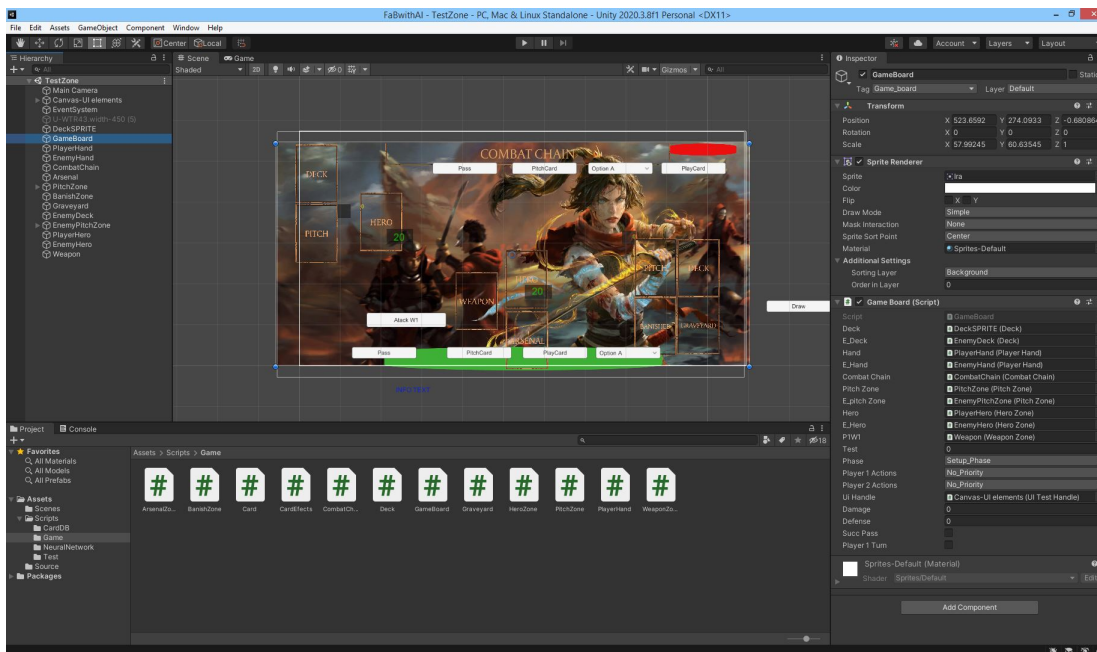 FaBwithAI - TestZone - PC, Mac & Linux Standalone - Unity 2020.3.8f1 Personal <DX11>
File Edit Assets GameObject Component Window Help
Center Local Account Layers Layout
Hierarchy
All
TestZone
Main Camera
Canvas-UI elements
EventSystem
U-WTR43.width-450 (5)
DeckSPRITE
GameBoard
PlayerHand
EnemyHand
CombatChain
Arsenal
PitchZone
BanishZone
Graveyard
EnemyDeck
EnemyPitchZone
PlayerHero
EnemyHero
Weapon
Scene Game
Shaded 2D 0 Gizmos All
COMBAT CHAIN
Pass PitchCard Option A PlayCard
DECK
HERO
20
PITCH
PITCH DECK
HERO
20
WEAPON
Draw
Atack W1
BANISHED GRAVEYARD
ARSENAL
Pass PitchCard PlayCard Option A
INFO TEXT
Project Console
18
Favorites
All Materials
All Models
All Prefabs
Assets
Scenes
Scripts
CardDB
Game
NeuralNetwork
Test
Source
Packages
Assets > Scripts > Game
ArsenalZo... BanishZone Card CardEfects CombatCh... Deck GameBoard Graveyard HeroZone PitchZone PlayerHand WeaponZo...
Inspector
GameBoard Static
Tag Game_board Layer Default
Transform
Position X 523.6592 Y 274.0933 Z -0.680864
Rotation X 0 Y 0 Z 0
Scale X 57.99245 Y 60.63545 Z 1
Sprite Renderer
Sprite Ira
Color
Flip X Y
Draw Mode Simple
Mask Interaction None
Sprite Sort Point Center
Material Sprites-Default
Additional Settings
Sorting Layer Background
Order in Layer 0
Game Board (Script)
Script GameBoard
Deck DeckSPRITE (Deck)
E_Deck EnemyDeck (Deck)
Hand PlayerHand (Player Hand)
E_Hand EnemyHand (Player Hand)
Combat Chain CombatChain (Combat Chain)
Pitch Zone PitchZone (Pitch Zone)
E_pitch Zone EnemyPitchZone (Pitch Zone)
Hero PlayerHero (Hero Zone)
E_Hero EnemyHero (Hero Zone)
P1W1 Weapon (Weapon Zone)
Test 0
Phase Setup_Phase
Player 1 Actions No_Priority
Player 2 Actions No_Priority
Ui Handle Canvas-UI elements (UI Test Handle)
Damage 0
Defense 0
Succ Pass
Player 1 Turn
Sprites-Default (Material)
Shader Sprites/Default Edit
Add Component